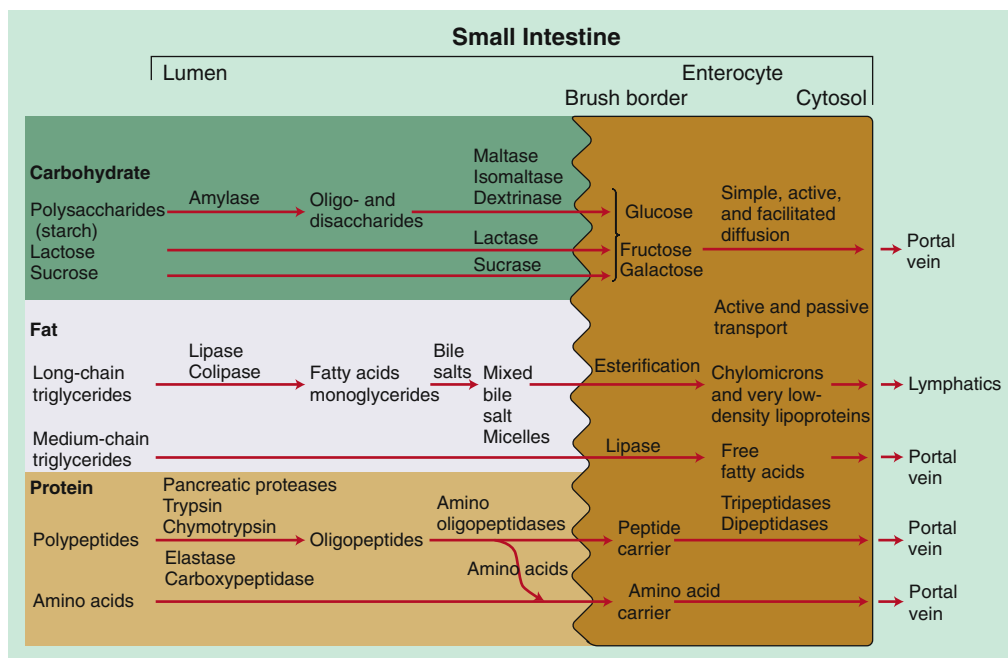 Small Intestine
Lumen
Enterocyte
Brush border
Cytosol
Carbohydrate
Polysaccharides
(starch)
Lactose
Sucrose
Amylase
Oligo- and
disaccharides
Maltase
Isomaltase
Dextrinase
Lactase
Sucrase
Glucose
Fructose
Galactose
Simple, active,
and facilitated
diffusion
Portal
vein
Active and passive
transport
Fat
Long-chain
triglycerides
Lipase
Colipase
Fatty acids
monoglycerides
Bile
salts
Mixed
bile
salt
Micelles
Esterification
Chylomicrons
and very low-
density lipoproteins
Lymphatics
Medium-chain
triglycerides
Lipase
Free
fatty acids
Portal
vein
Protein
Polypeptides
Pancreatic proteases
Trypsin
Chymotrypsin
Elastase
Carboxypeptidase
Oligopeptides
Amino
oligopeptidases
Amino acids
Peptide
carrier
Tripeptidases
Dipeptidases
Portal
vein
Amino acids
Amino acid
carrier
Portal
vein